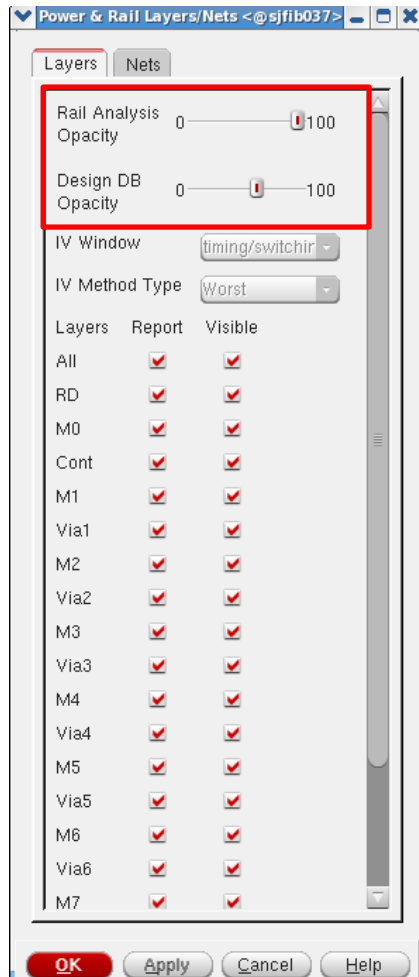 Power & Rail Layers/Nets <@sjfib037>
Layers Nets
Rail Analysis Opacity 0 100
Design DB Opacity 0 100
IV Window timing/switchir
IV Method Type Worst
Layers Report Visible
All
RD
M0
Cont
M1
Via1
M2
Via2
M3
Via3
M4
Via4
M5
Via5
M6
Via6
M7
OK Apply Cancel Help